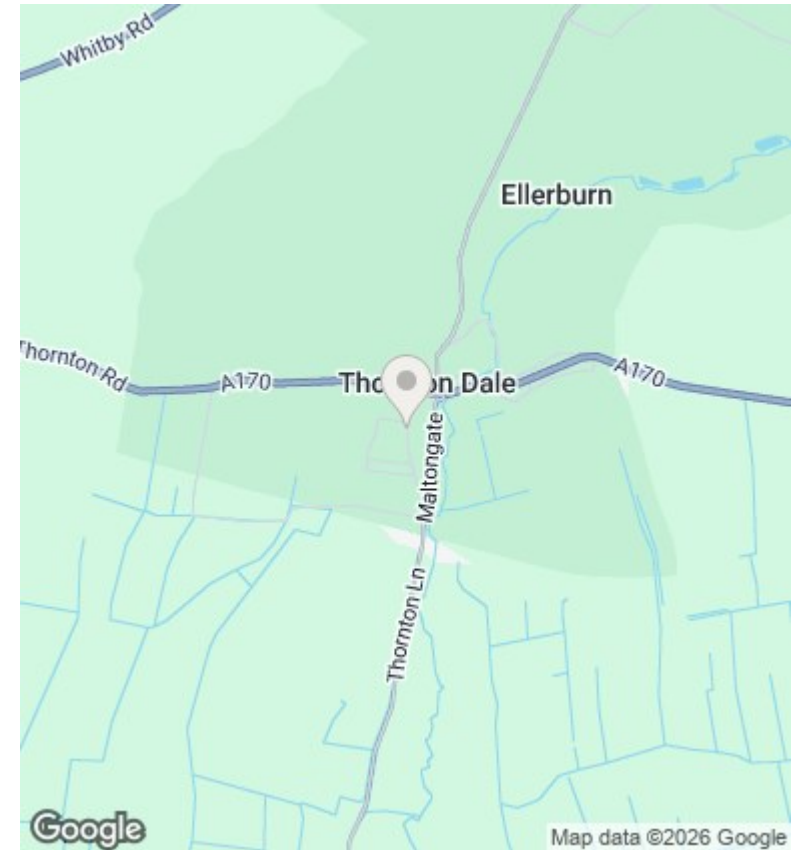 Whitby Rd
Ellerburn
Thornton Rd
A170
Tho on Dale
A170
Maltongate
Thornton Ln
Google
Map data ©2026 Google